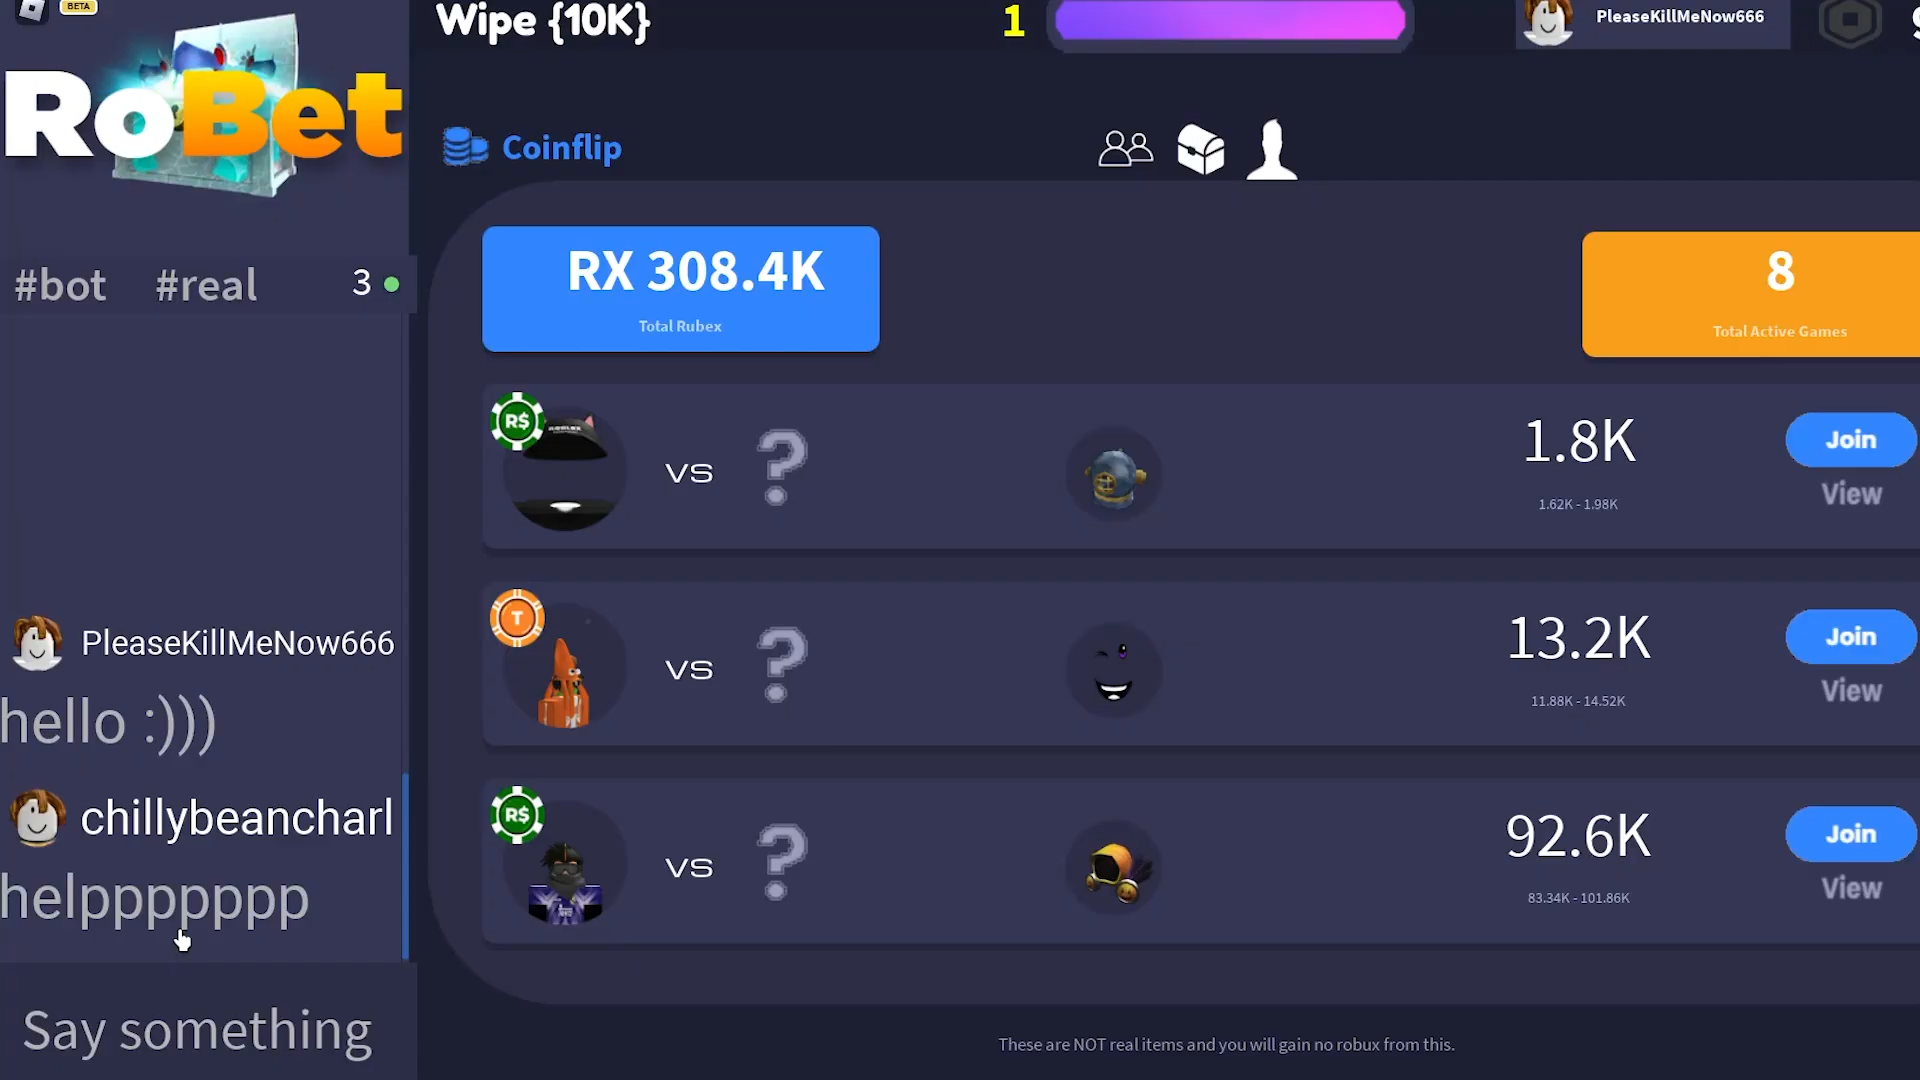 BETA
RoBet
#bot #real 3
PleaseKillMeNow666
hello :)))
chillybeancharl
helppppppp
Say something
Wipe {10K}
1
PleaseKillMeNow666
Coinflip
RX 308.4K
Total Rubex
8
Total Active Games
R$
VS
?
1.8K
1.62K - 1.98K
Join
View
T
VS
?
13.2K
11.88K - 14.52K
Join
View
R$
VS
?
92.6K
83.34K - 101.86K
Join
View
These are NOT real items and you will gain no robux from this.